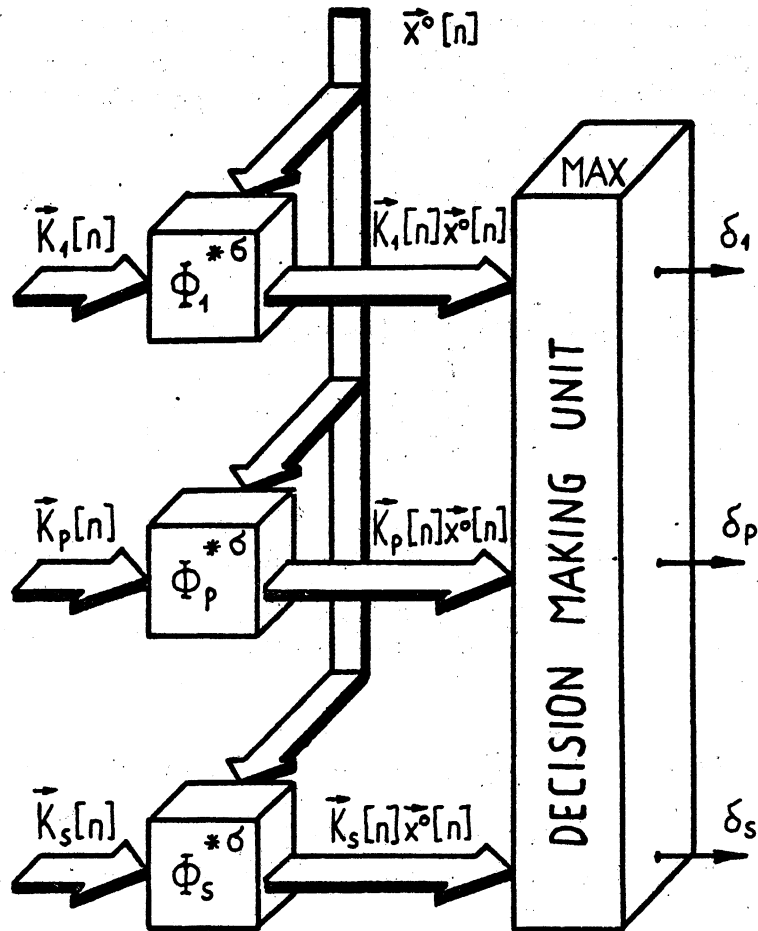 x⃗°[n]
MAX
K⃗₁[n]
Φ₁*σ
K⃗₁[n]x⃗°[n]
δ₁
K⃗ₚ[n]
Φₚ*σ
K⃗ₚ[n]x⃗°[n]
δₚ
DECISION MAKING UNIT
K⃗ₛ[n]
Φₛ*σ
K⃗ₛ[n]x⃗°[n]
δₛ